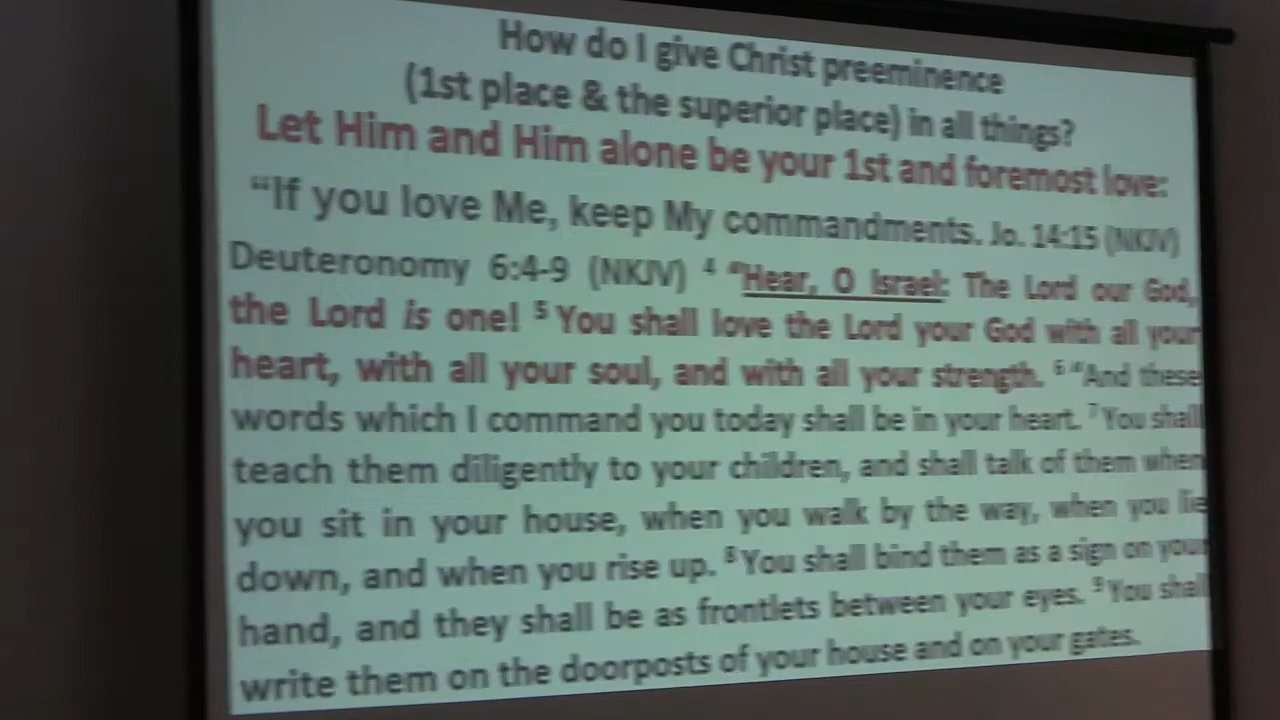 How do I give Christ preeminence
(1st place & the superior place) in all things?
Let Him and Him alone be your 1st and foremost love:
“If you love Me, keep My commandments. Jo. 14:15 (NKJV)
Deuteronomy 6:4-9 (NKJV) 4 “Hear, O Israel: The Lord our God,
the Lord is one! 5 You shall love the Lord your God with all your
heart, with all your soul, and with all your strength. 6 “And these
words which I command you today shall be in your heart. 7 You shall
teach them diligently to your children, and shall talk of them when
you sit in your house, when you walk by the way, when you lie
down, and when you rise up. 8 You shall bind them as a sign on your
hand, and they shall be as frontlets between your eyes. 9 You shall
write them on the doorposts of your house and on your gates.